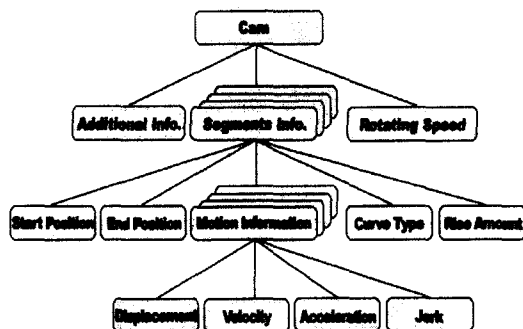 Cam
Additional Info. Segments Info. Rotating Speed
Start Position End Position Motion Information Curve Type Rise Amount
Displacement Velocity Acceleration Jerk